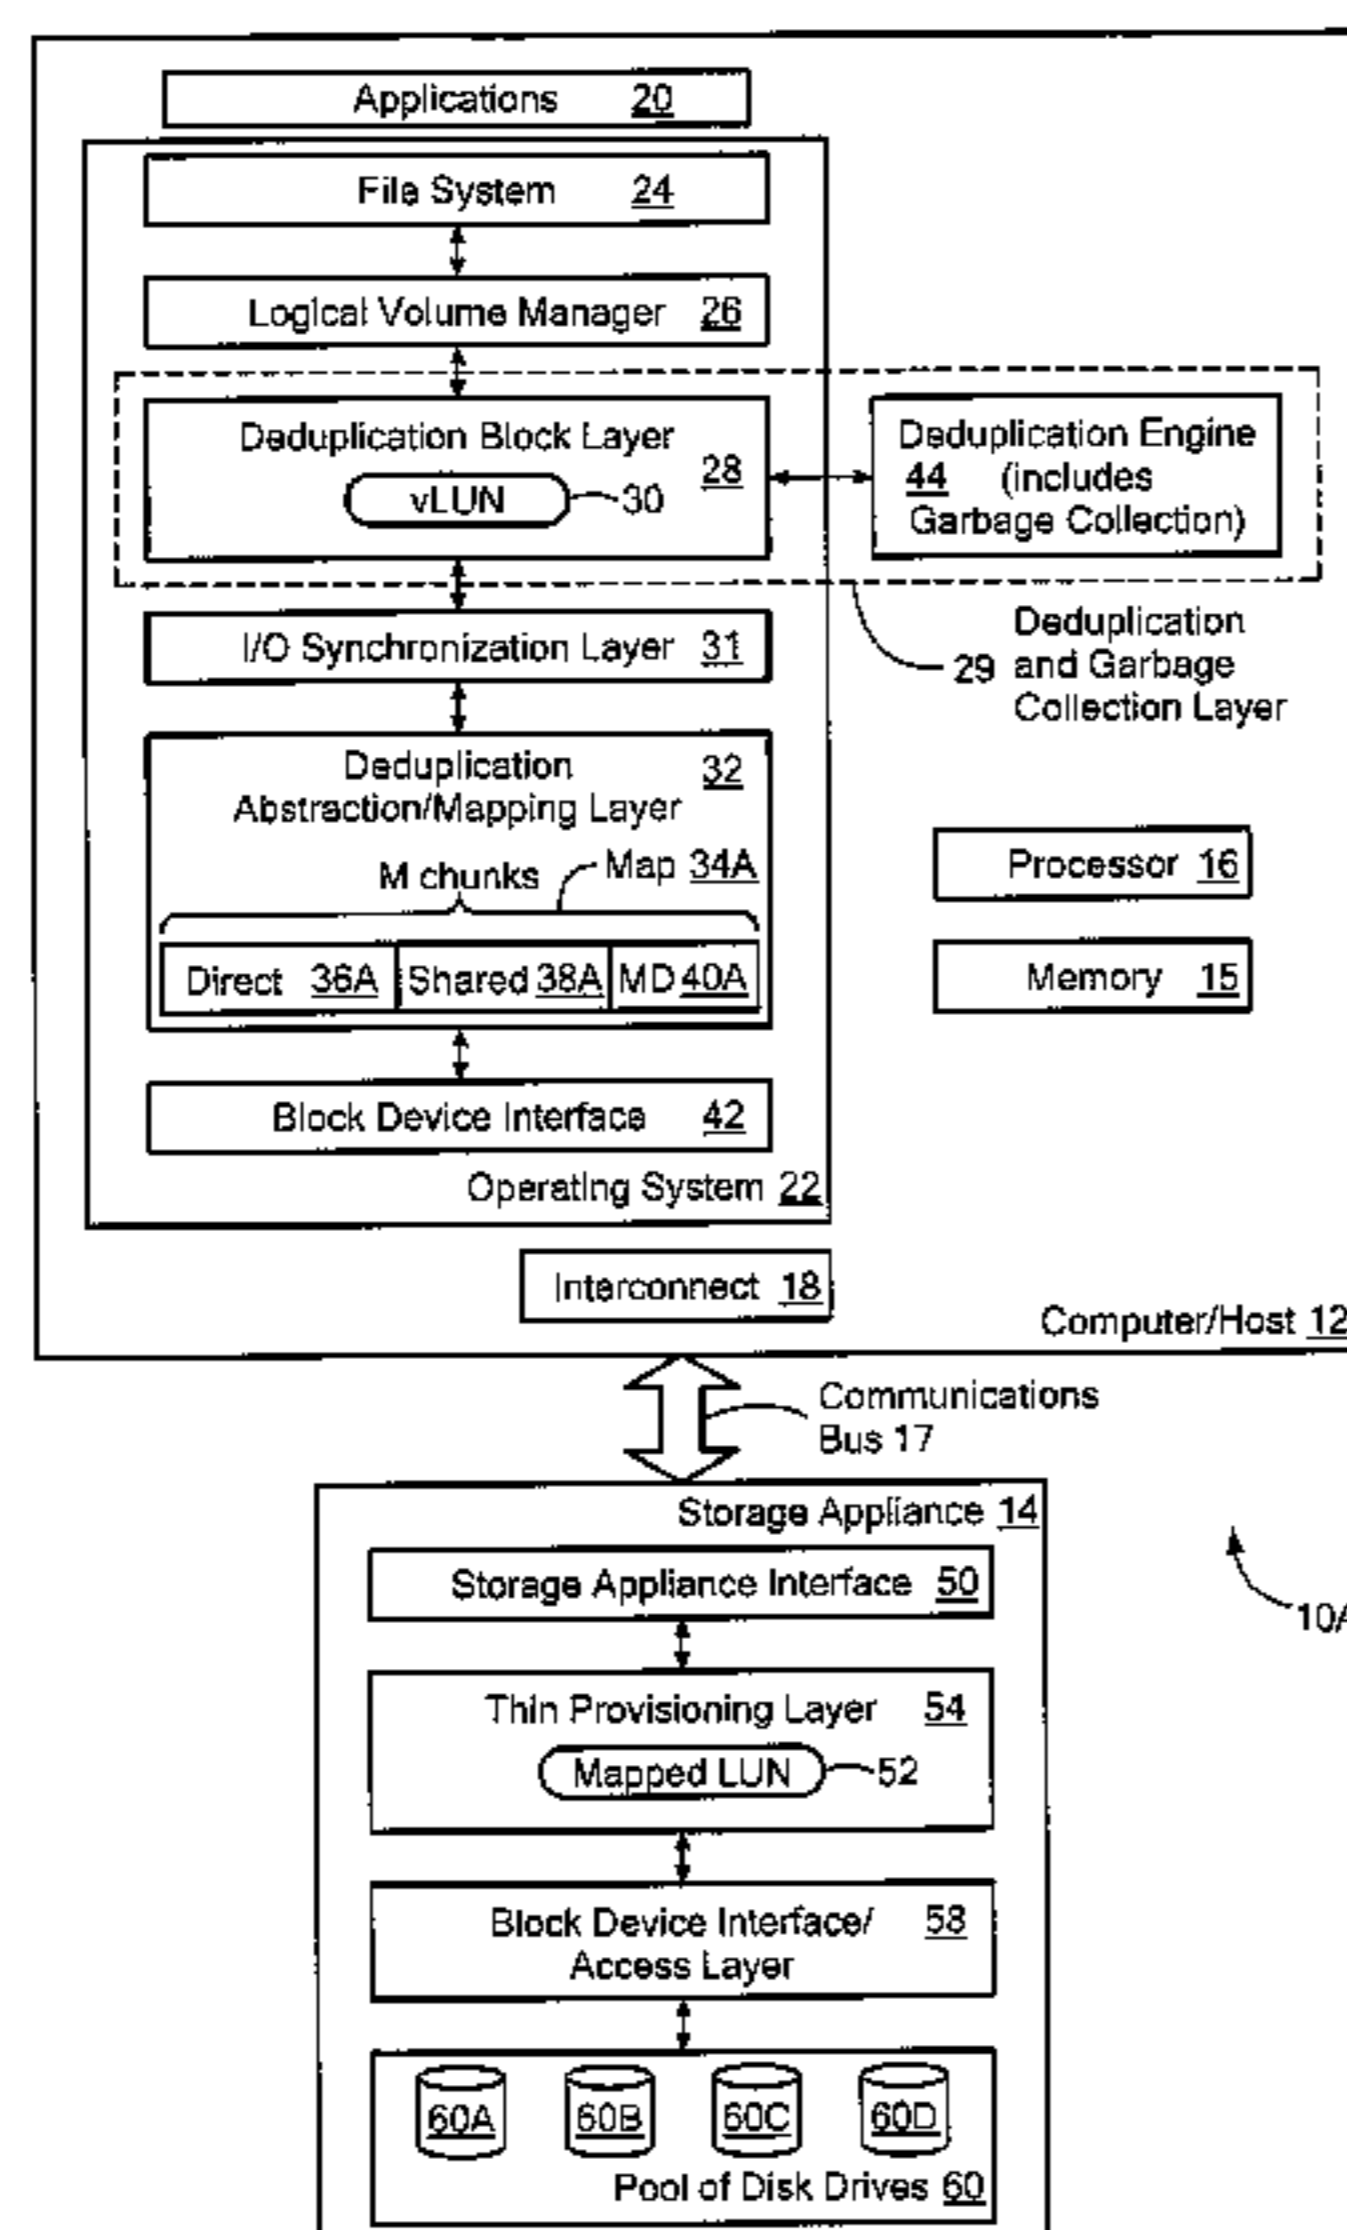 Applications 20
File System 24
Logical Volume Manager 26
Deduplication Block Layer 28
vLUN 30
Deduplication Engine
44 (includes
Garbage Collection)
I/O Synchronization Layer 31
29 Deduplication
and Garbage
Collection Layer
Deduplication 32
Abstraction/Mapping Layer
M chunks Map 34A
Direct 36A Shared 38A MD 40A
Processor 16
Memory 15
Block Device Interface 42
Operating System 22
Interconnect 18
Computer/Host 12
Communications
Bus 17
Storage Appliance 14
Storage Appliance Interface 50
10A
Thin Provisioning Layer 54
Mapped LUN 52
Block Device Interface/ 58
Access Layer
60A 60B 60C 60D
Pool of Disk Drives 60